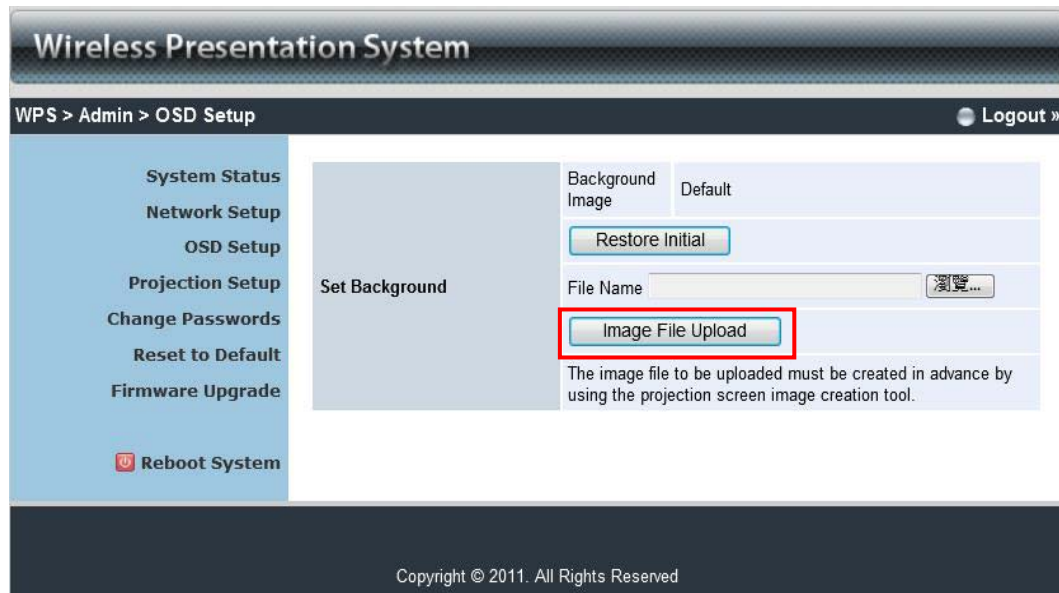 Wireless Presentation System
WPS > Admin > OSD Setup
Logout »
System Status
Network Setup
OSD Setup
Projection Setup
Change Passwords
Reset to Default
Firmware Upgrade
Reboot System
Set Background
Background
Image
Default
Restore Initial
File Name
瀏覽...
Image File Upload
The image file to be uploaded must be created in advance by
using the projection screen image creation tool.
Copyright © 2011. All Rights Reserved